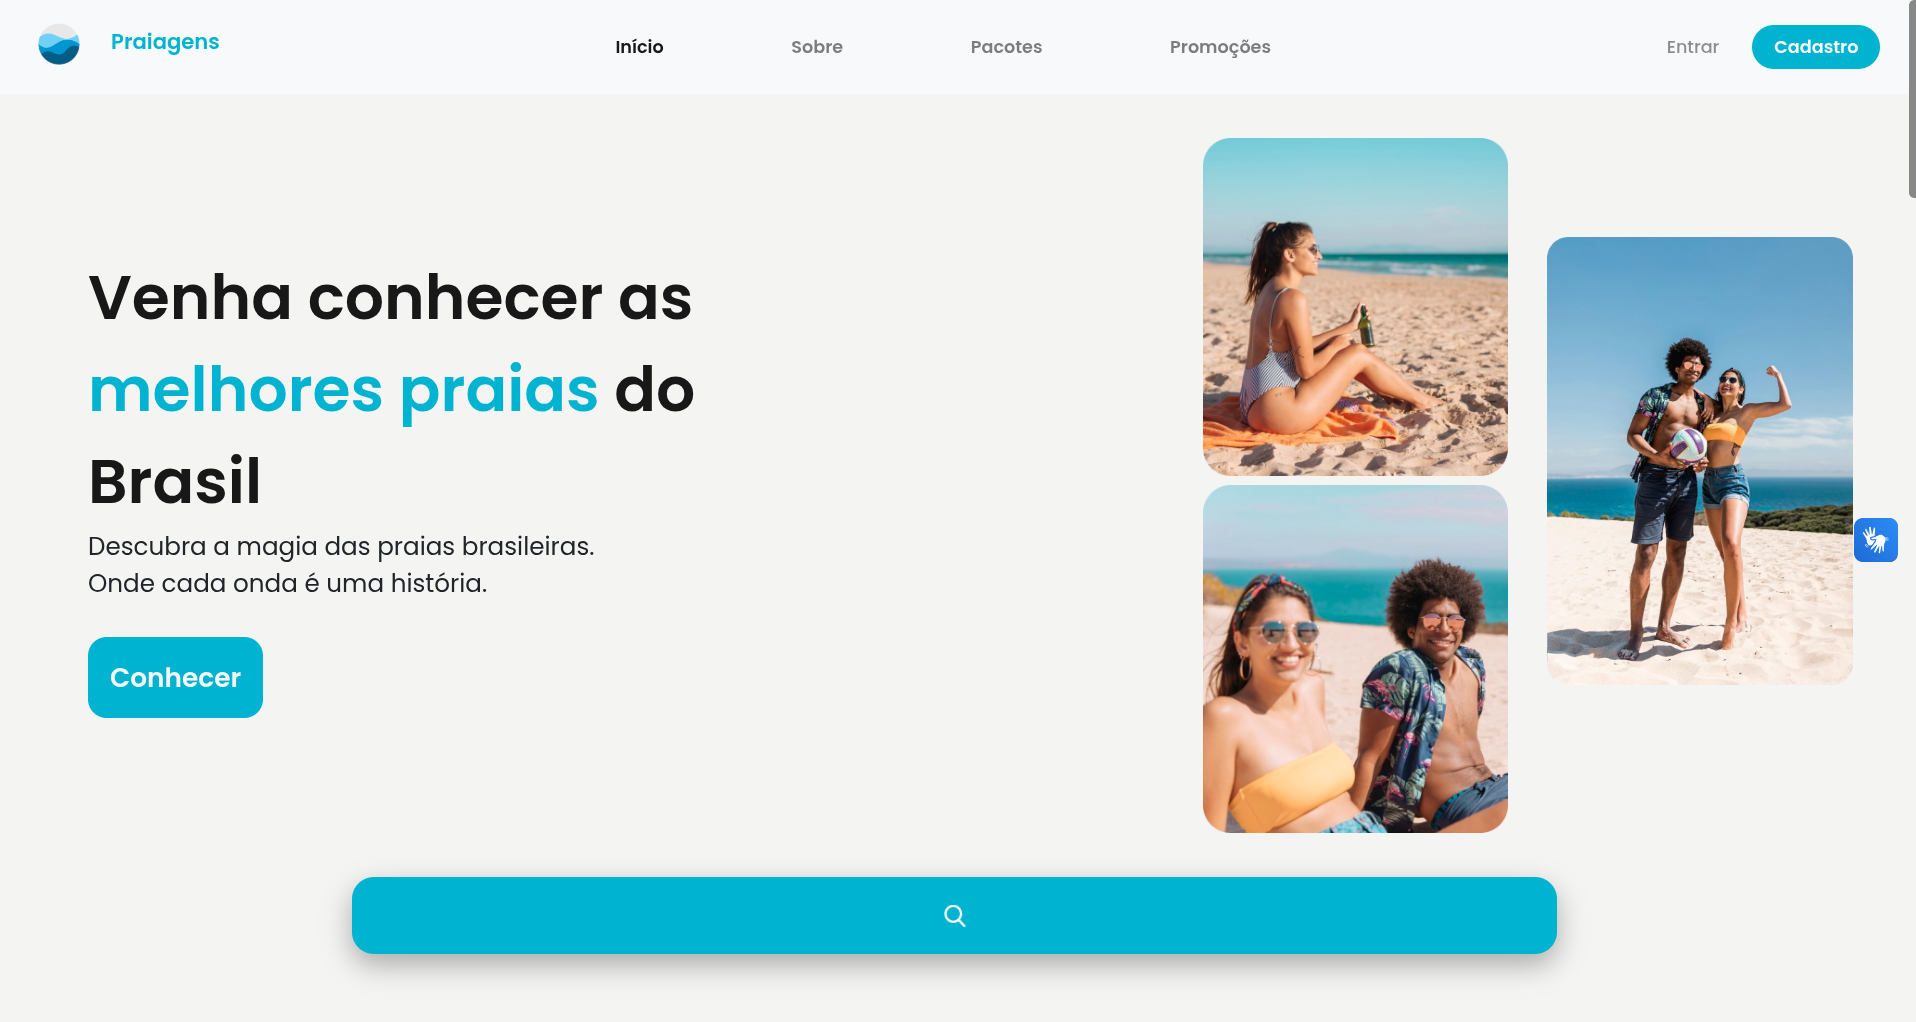 Praiagens
Início
Sobre
Pacotes
Promoções
Entrar
Cadastro
Venha conhecer as
melhores praias do
Brasil
Descubra a magia das praias brasileiras.
Onde cada onda é uma história.
Conhecer